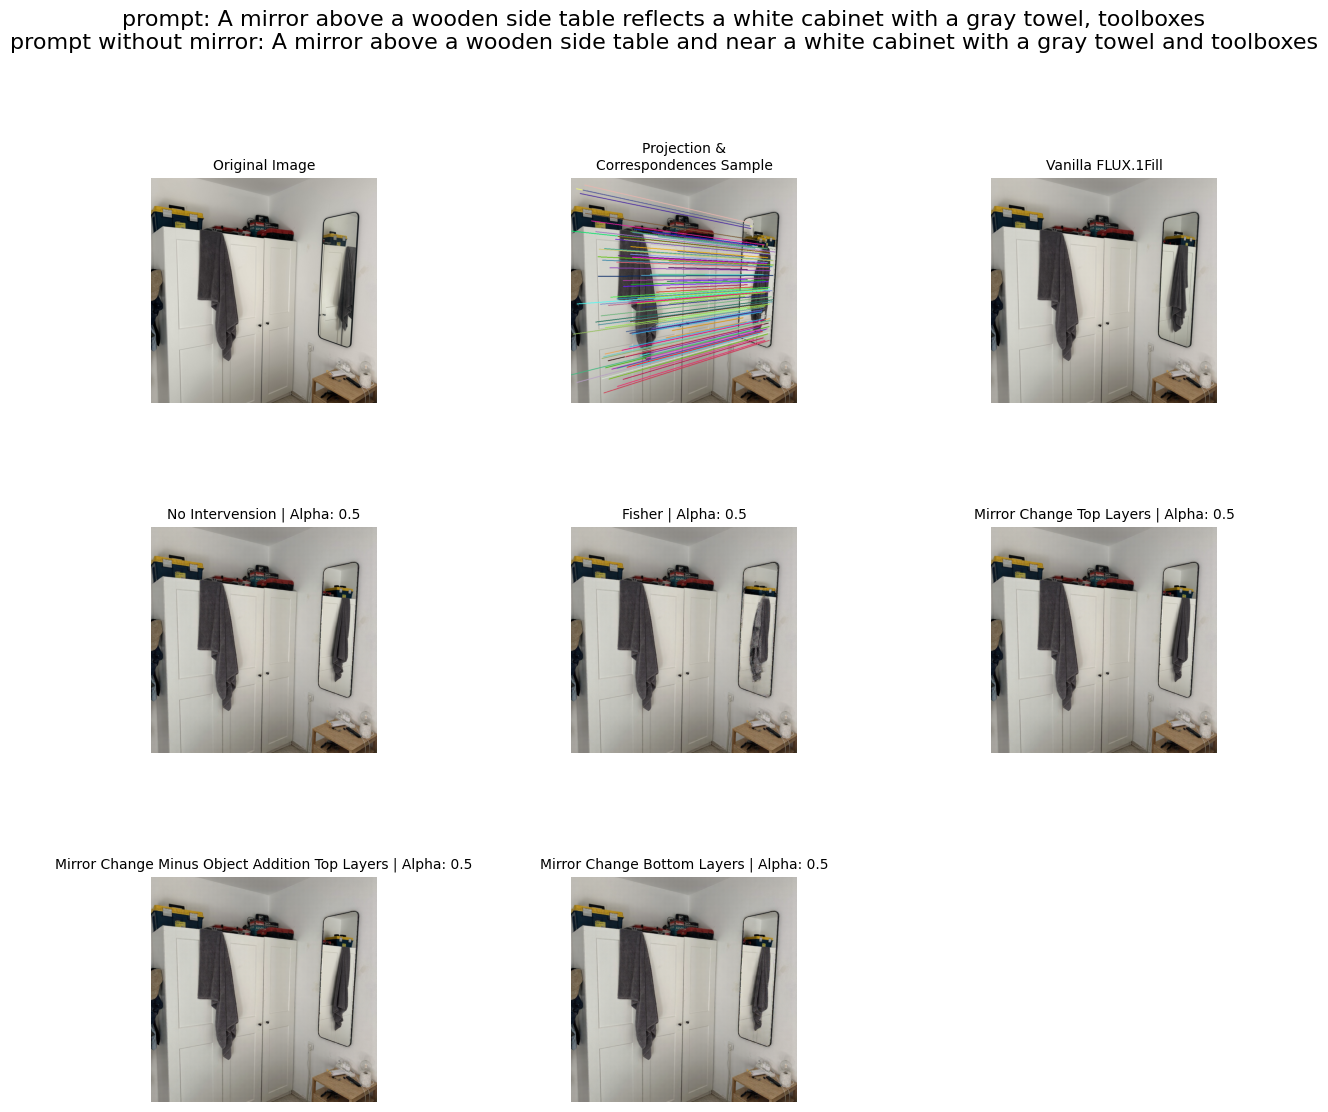 prompt: A mirror above a wooden side table reflects a white cabinet with a gray towel, toolboxes
prompt without mirror: A mirror above a wooden side table and near a white cabinet with a gray towel and toolboxes
Original Image
Projection &
Correspondences Sample
Vanilla FLUX.1Fill
No Intervension | Alpha: 0.5
Fisher | Alpha: 0.5
Mirror Change Top Layers | Alpha: 0.5
Mirror Change Minus Object Addition Top Layers | Alpha: 0.5
Mirror Change Bottom Layers | Alpha: 0.5